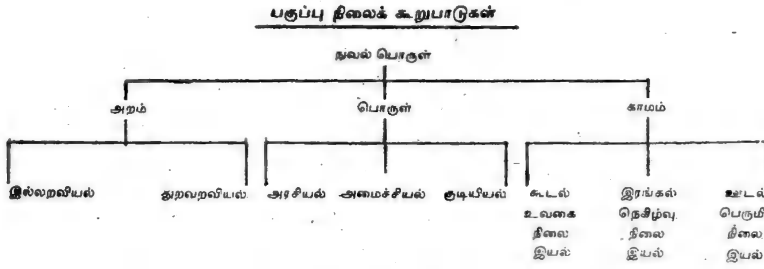 பகுப்பு நிலைக் கூறுபாடுகள்
நுவல் பொருள்
அறம் பொருள் காமம்
இல்லறவியல் துறவறவியல் அரசியல் அமைச்சியல் குடியியல் கூடல் இரங்கல் ஊடல்
உவகை நெகிழ்வு பெருமி
நிலை நிலை நிலை
இயல் இயல் இயல்